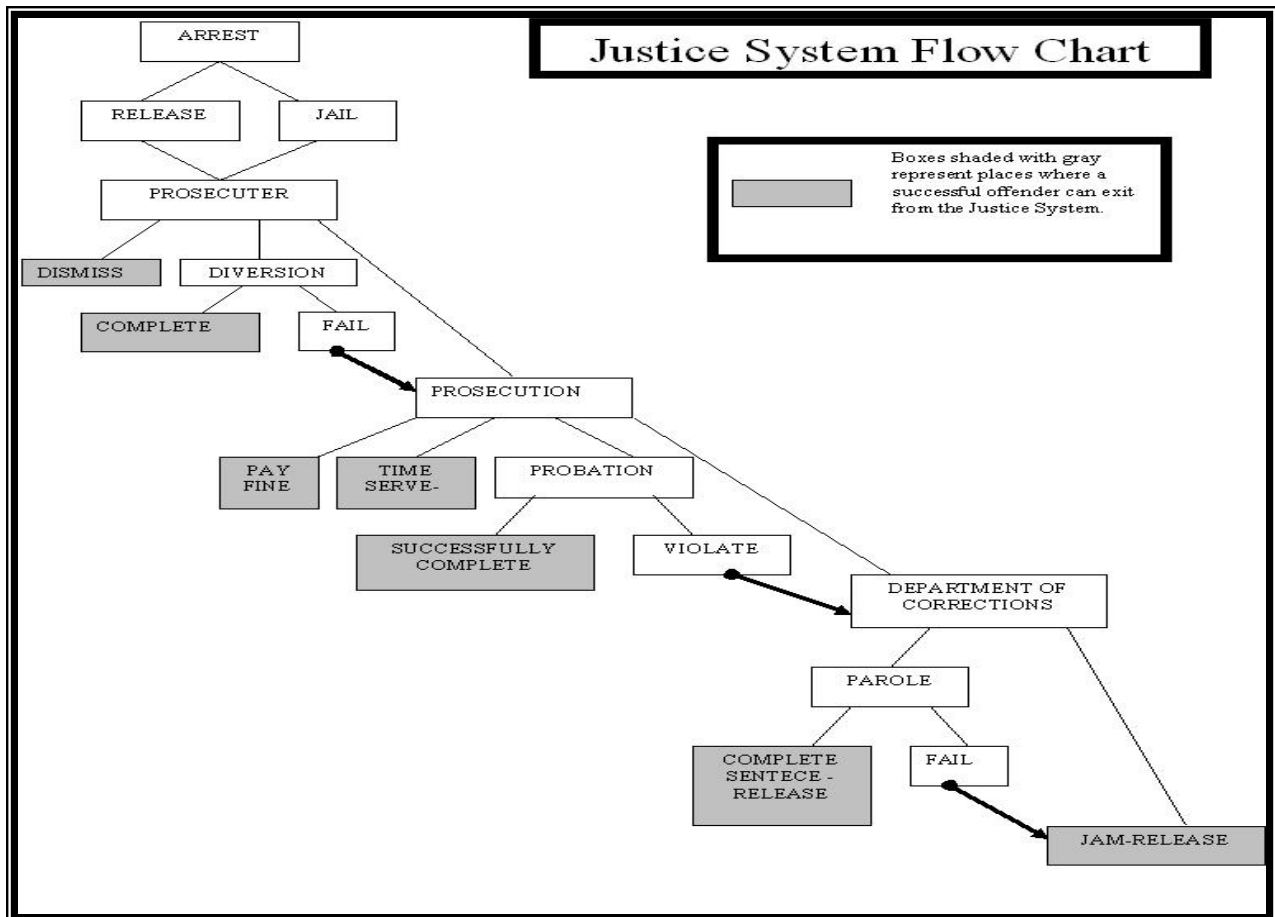 ARREST
Justice System Flow Chart
RELEASE
JAIL
Boxes shaded with gray
represent places where a
successful offender can exit
from the Justice System.
PROSECUTER
DISMISS
DIVERSION
COMPLETE
FAIL
PROSECUTION
PAY
FINE
TIME
SERVE-
PROBATION
SUCCESSFULLY
COMPLETE
VIOLATE
DEPARTMENT OF
CORRECTIONS
PAROLE
COMPLETE
SENTECE -
RELEASE
FAIL
JAM-RELEASE